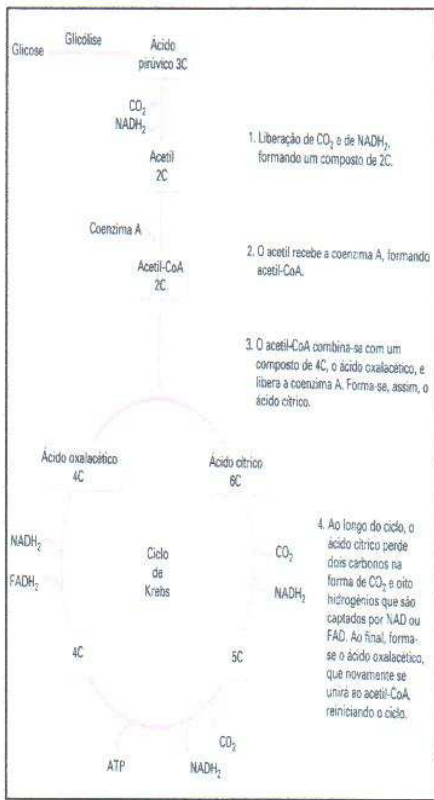 Glicólise
Glicose
Ácido
pirúvico 3C
CO₂
NADH₂
Acetil
2C
1. Liberação de CO₂ e de NADH₂,
formando um composto de 2C.
Coenzima A
Acetil-CoA
2C
2. O acetil recebe a coenzima A, formando
acetil-CoA.
3. O acetil-CoA combina-se com um
composto de 4C, o ácido oxalacético, e
libera a coenzima A. Forma-se, assim, o
ácido cítrico.
Ácido oxalacético
4C
Ácido cítrico
6C
NADH₂
FADH₂
Ciclo
de
Krebs
CO₂
NADH₂
4. Ao longo do ciclo, o
ácido cítrico perde
dois carbonos na
forma de CO₂ e oito
hidrogênios que são
captados por NAD ou
FAD. Ao final, forma-
se o ácido oxalacético,
que novamente se
unirá ao acetil-CoA,
reiniciando o ciclo.
4C
5C
ATP
CO₂
NADH₂